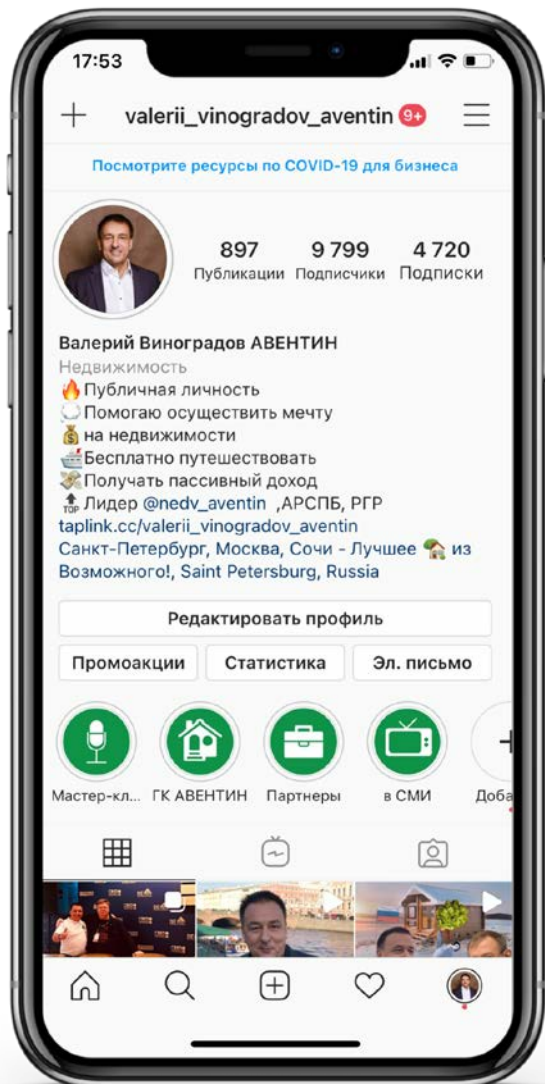 17:53
valerii_vinogradov_aventin 9+
Посмотрите ресурсы по COVID-19 для бизнеса
897 9 799 4 720
Публикации Подписчики Подписки
Валерий Виноградов АВЕНТИН
Недвижимость
🔥Публичная личность
💭Помогаю осуществить мечту
💰на недвижимости
🛳Бесплатно путешествовать
💸Получать пассивный доход
🔝Лидер @nedv_aventin ,АРСПБ, РГР
taplink.cc/valerii_vinogradov_aventin
Санкт-Петербург, Москва, Сочи - Лучшее 🏡 из
Возможного!, Saint Petersburg, Russia
Редактировать профиль
Промоакции Статистика Эл. письмо
Мастер-кл... ГК АВЕНТИН Партнеры в СМИ Доба